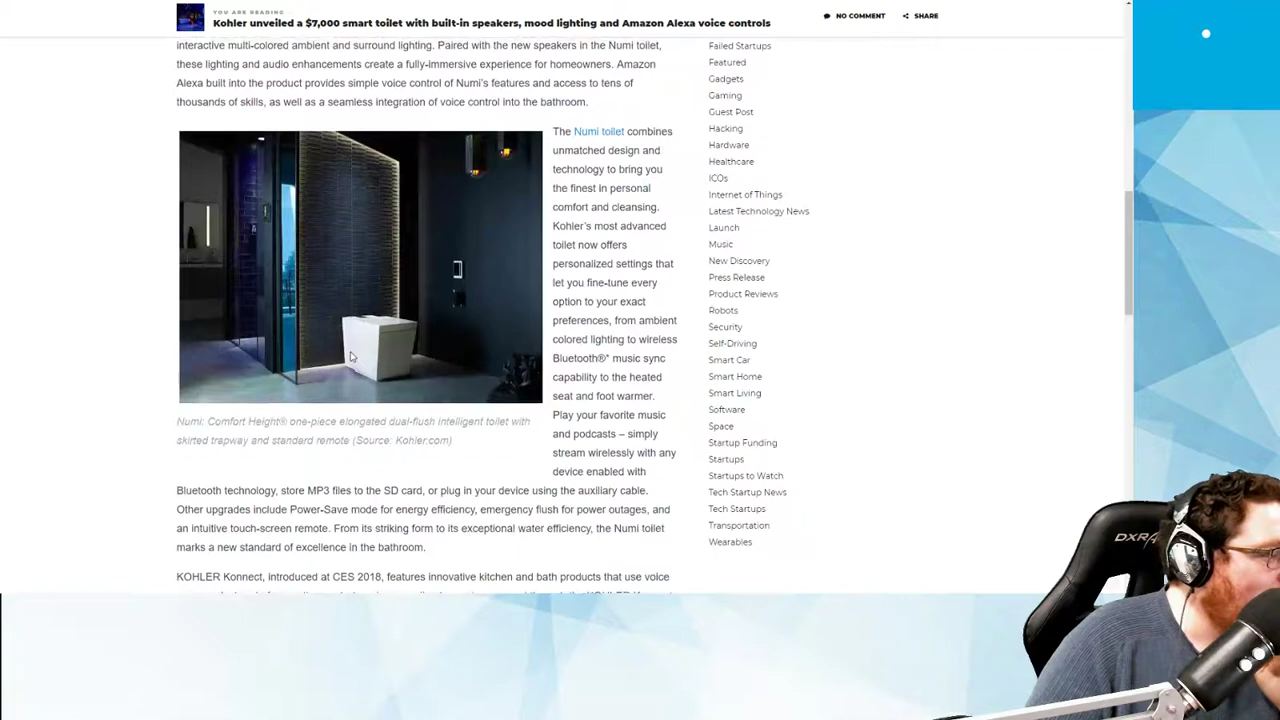 YOU ARE READING
Kohler unveiled a $7,000 smart toilet with built-in speakers, mood lighting and Amazon Alexa voice controls
NO COMMENT
SHARE
interactive multi-colored ambient and surround lighting. Paired with the new speakers in the Numi toilet,
these lighting and audio enhancements create a fully-immersive experience for homeowners. Amazon
Alexa built into the product provides simple voice control of Numi's features and access to tens of
thousands of skills, as well as a seamless integration of voice control into the bathroom.
The Numi toilet combines
unmatched design and
technology to bring you
the finest in personal
comfort and cleansing.
Kohler's most advanced
toilet now offers
personalized settings that
let you fine-tune every
option to your exact
preferences, from ambient
colored lighting to wireless
Bluetooth®* music sync
capability to the heated
seat and foot warmer.
Play your favorite music
and podcasts – simply
stream wirelessly with any
device enabled with
Numi: Comfort Height® one-piece elongated dual-flush intelligent toilet with
skirted trapway and standard remote (Source: Kohler.com)
Bluetooth technology, store MP3 files to the SD card, or plug in your device using the auxiliary cable.
Other upgrades include Power-Save mode for energy efficiency, emergency flush for power outages, and
an intuitive touch-screen remote. From its striking form to its exceptional water efficiency, the Numi toilet
marks a new standard of excellence in the bathroom.
KOHLER Konnect, introduced at CES 2018, features innovative kitchen and bath products that use voice
Failed Startups
Featured
Gadgets
Gaming
Guest Post
Hacking
Hardware
Healthcare
ICOs
Internet of Things
Latest Technology News
Launch
Music
New Discovery
Press Release
Product Reviews
Robots
Security
Self-Driving
Smart Car
Smart Home
Smart Living
Software
Space
Startup Funding
Startups
Startups to Watch
Tech Startup News
Tech Startups
Transportation
Wearables
DXRA